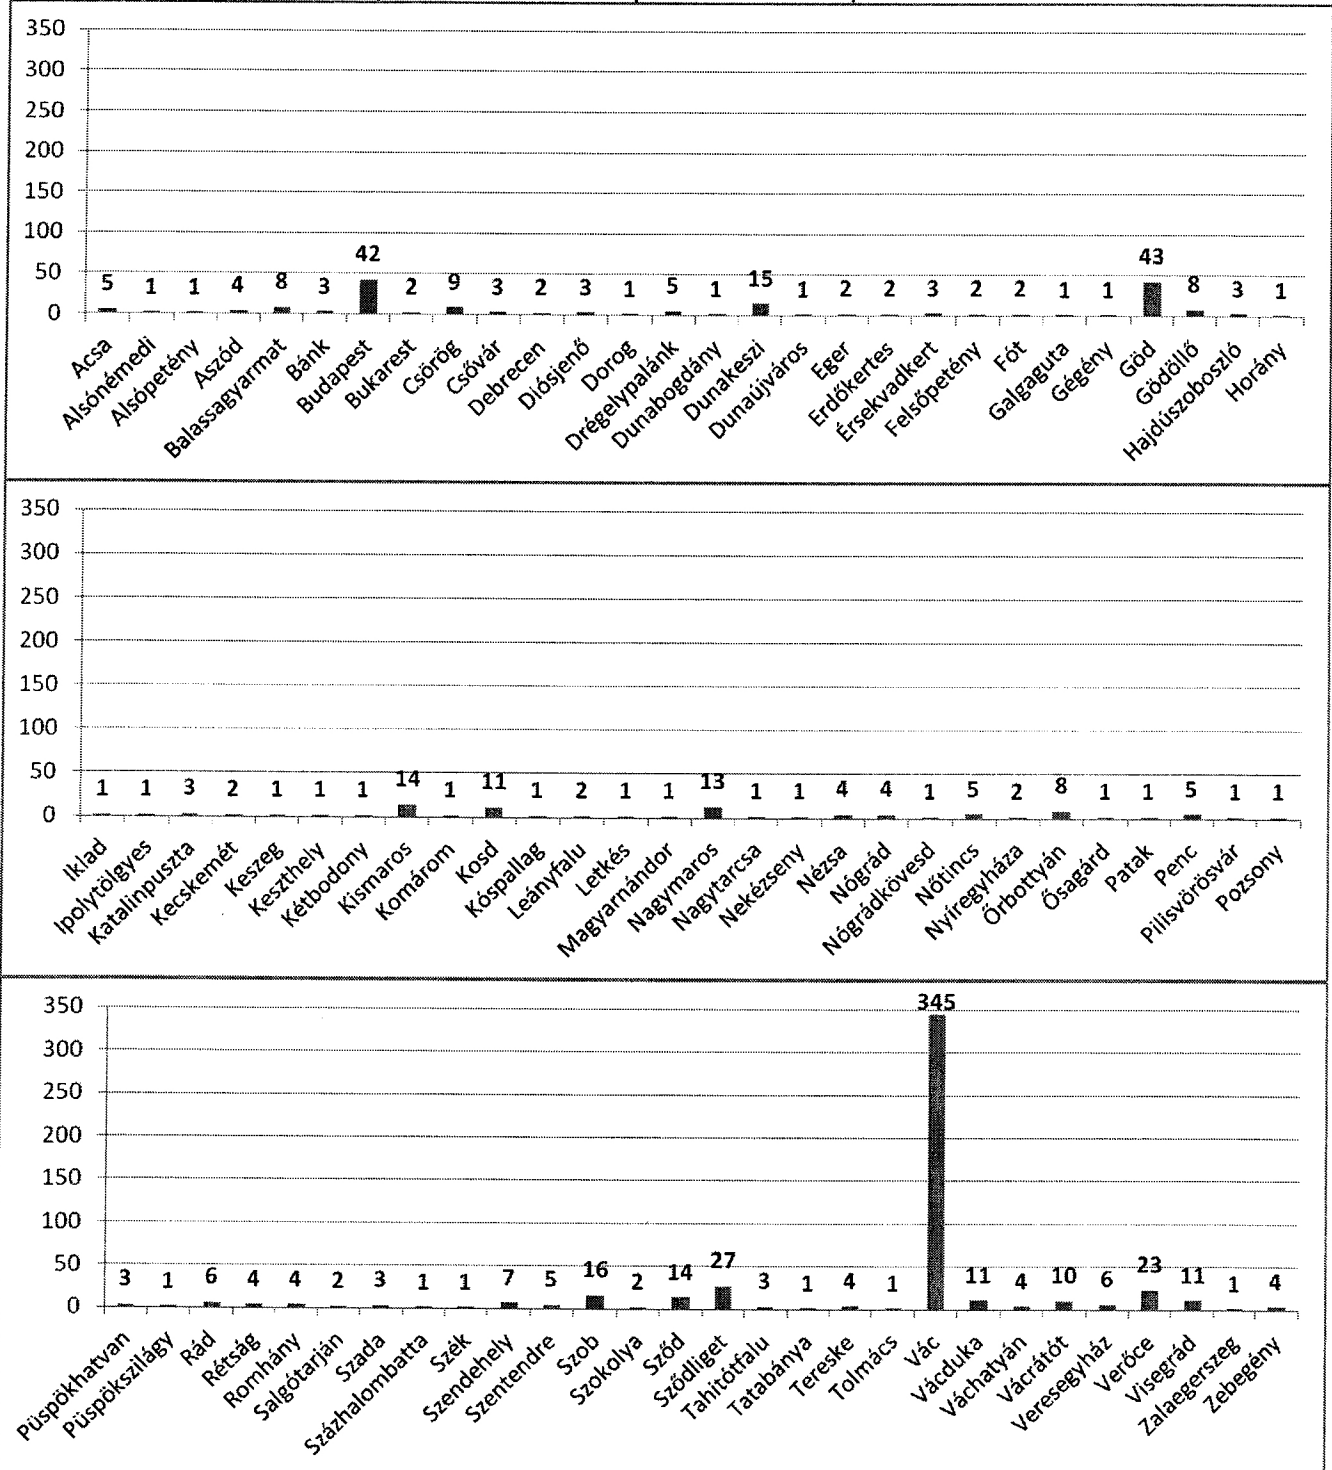 350
300
250
200
150
100
50
0
5 1 1 4 8 3 42 2 9 3 2 3 1 5 1 15 1 2 2 3 2 2 1 1 43 8 3 1
Acsa
Alsónémedi
Alsópetény
Aszód
Balassagyarmat
Bánk
Budapest
Bukarest
Csörög
Csővár
Debrecen
Diósjenő
Dorog
Drégelypalánk
Dunabogdány
Dunakeszi
Dunaújváros
Eger
Erdőkertes
Érsekvadkert
Felsőpetény
Fót
Galgaguta
Gégény
Göd
Gödöllő
Hajdúszoboszló
Horány
350
300
250
200
150
100
50
0
1 1 3 2 1 1 1 14 1 11 1 2 1 1 13 1 1 4 4 1 5 2 8 1 1 5 1 1
Iklad
Ipolytölgyes
Katalinpuszta
Kecskemét
Keszeg
Keszthely
Kétbodony
Kismaros
Komárom
Kosd
Kóspallag
Leányfalu
Letkés
Magyarnándor
Nagymaros
Nagytarcsa
Nekézseny
Nézsa
Nógrád
Nógrádkövesd
Nőtincs
Nyíregyháza
Őrbottyán
Ősagárd
Patak
Penc
Pilisvörösvár
Pozsony
350
300
250
200
150
100
50
0
3 1 6 4 4 2 3 1 1 7 5 16 2 14 27 3 1 4 1 345 11 4 10 6 23 11 1 4
Püspökhatvan
Püspökszilágy
Rád
Rétság
Romhány
Salgótarján
Szada
Százhalombatta
Szék
Szendehely
Szentendre
Szob
Szokolya
Sződ
Sződliget
Tahitótfalu
Tatabánya
Tereske
Tolmács
Vác
Vácduka
Váchatyán
Vácrátót
Veresegyház
Verőce
Visegrád
Zalaegerszeg
Zebegény